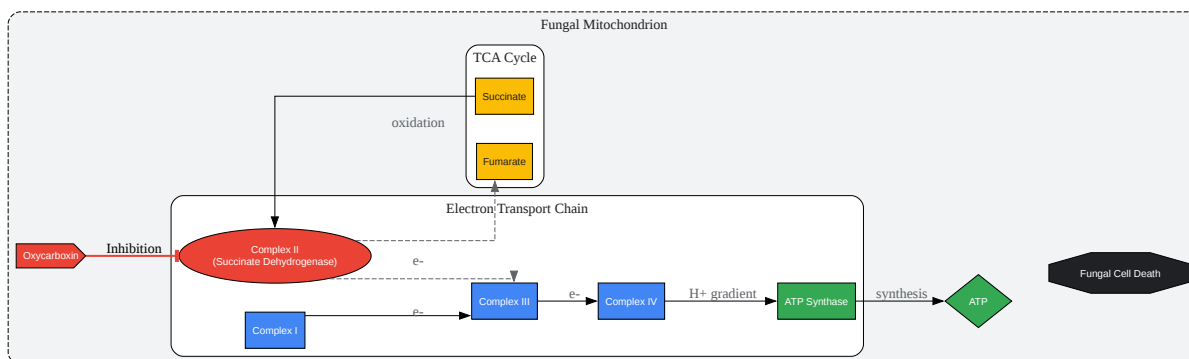 Fungal Mitochondrion
TCA Cycle
Succinate
oxidation
Fumarate
Electron Transport Chain
Oxycarboxin
Inhibition
Complex II
(Succinate Dehydrogenase)
e-
Complex III
e-
Complex IV
H+ gradient
ATP Synthase
synthesis
ATP
Fungal Cell Death
Complex I
e-